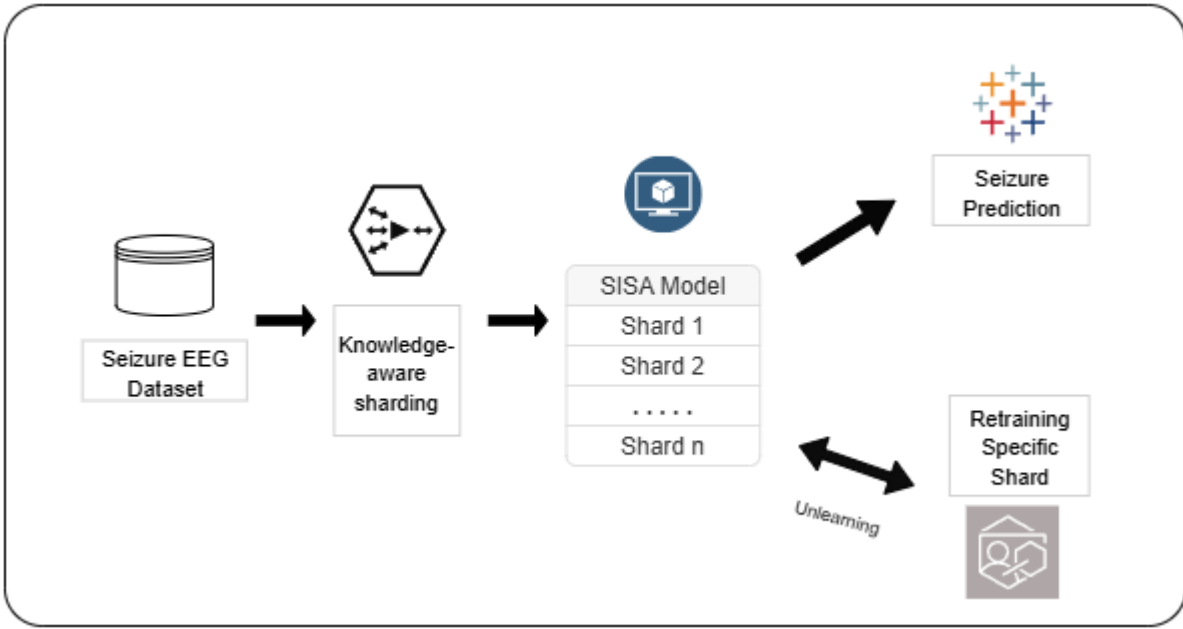 Seizure EEG
Dataset
Knowledge-
aware
sharding
SISA Model
Shard 1
Shard 2
. . . . .
Shard n
Seizure
Prediction
Unlearning
Retraining
Specific
Shard